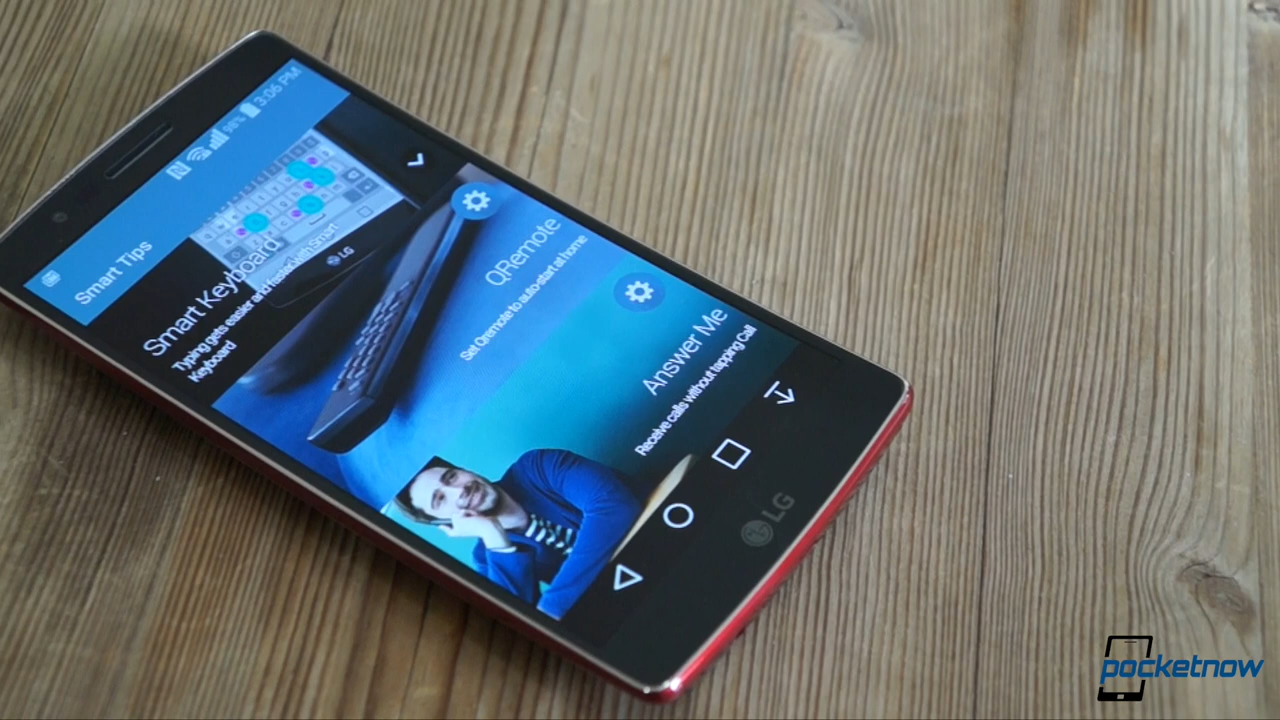 98% 3:06 PM
Smart Tips
Smart Keyboard
Typing gets easier and faster with Smart
Keyboard
LG
QRemote
Set Qremote to auto-start at home
Answer Me
Receive calls without tapping Call
LG
pocketnow